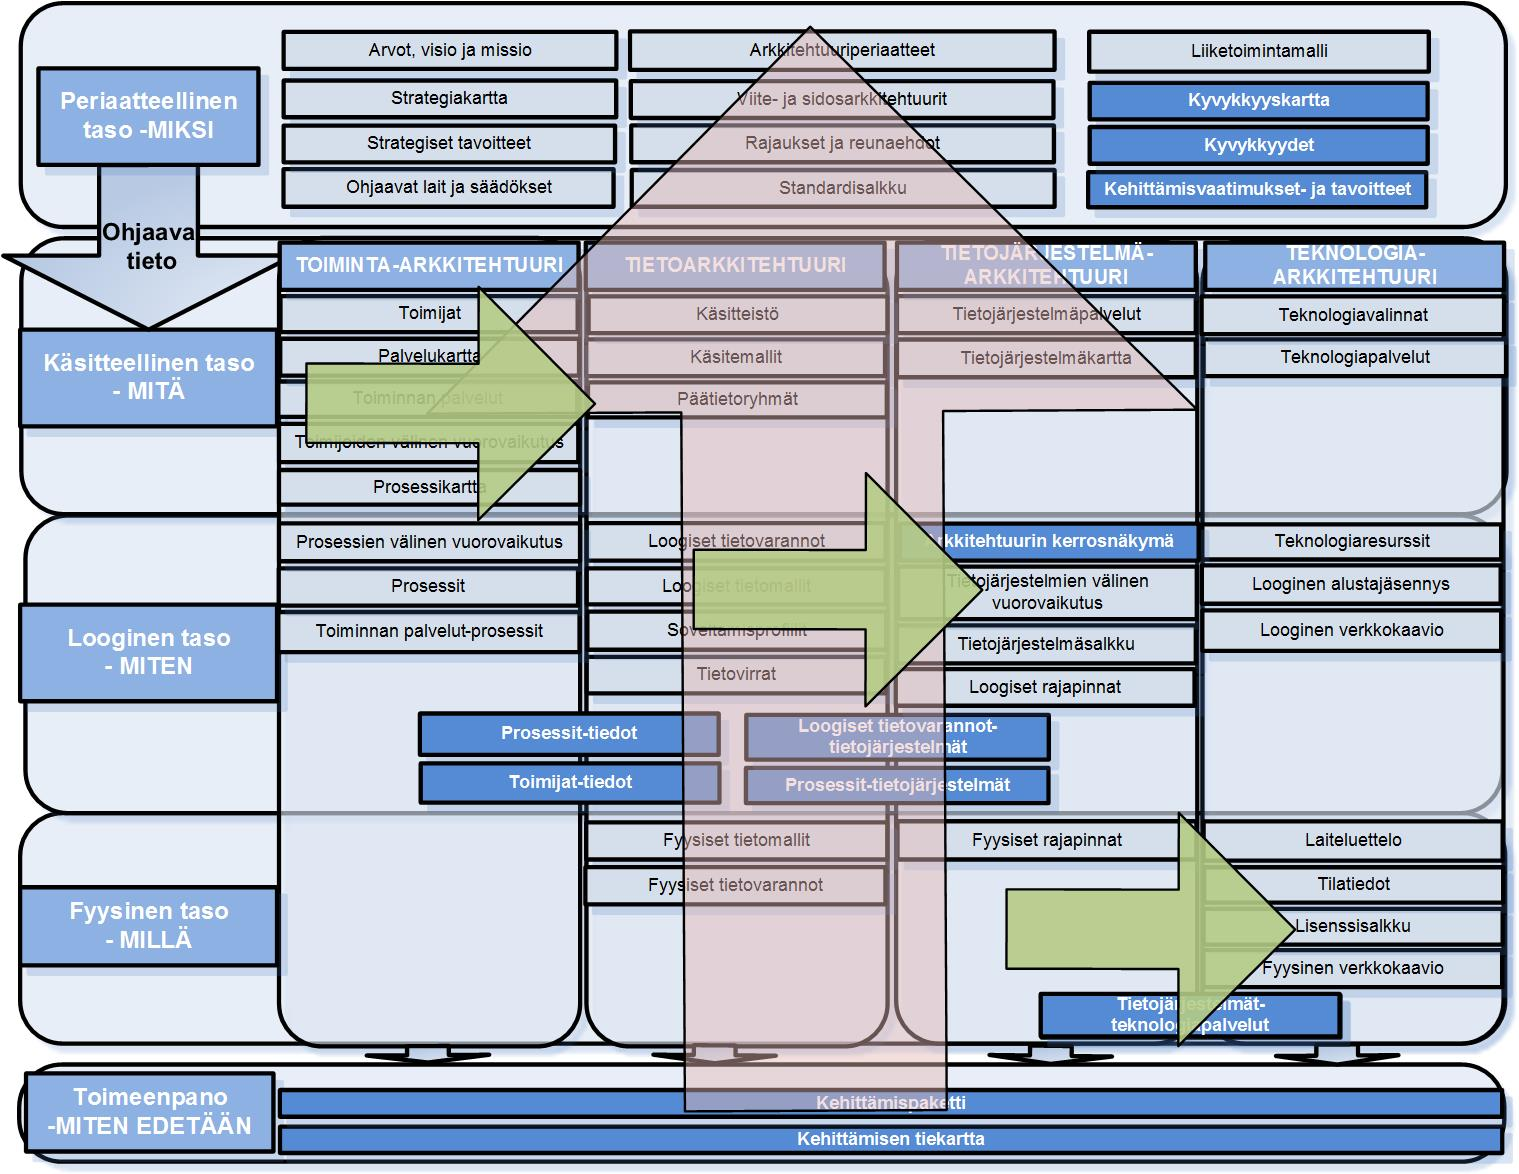 Arvot, visio ja missio
Strategiakartta
Strategiset tavoitteet
Ohjaavat lait ja säädökset
Arkkitehtuuriperiaatteet
Viite- ja sidosarkkitehtuurit
Rajaukset ja reunaehdot
Standardisalkku
Liiketoimintamalli
Kyvykkyyskartta
Kyvykkyydet
Kehittämisvaatimukset- ja tavoitteet
Periaatteellinen
taso -MIKSI
Ohjaava
tieto
TOIMINTA-ARKKITEHTUURI
TIETOARKKITEHTUURI
TIETOJÄRJESTELMÄ-
ARKKITEHTUURI
TEKNOLOGIA-
ARKKITEHTUURI
Käsitteellinen taso
- MITÄ
Toimijat
Palvelukartta
Toiminnan palvelut
Toimijoiden välinen vuorovaikutus
Prosessikartta
Käsitteistö
Käsitemallit
Päätietoryhmät
Tietojärjestelmäpalvelut
Tietojärjestelmäkartta
Teknologiavalinnat
Teknologiapalvelut
Looginen taso
- MITEN
Prosessien välinen vuorovaikutus
Prosessit
Toiminnan palvelut-prosessit
Loogiset tietovarannot
Loogiset tietomallit
Soveltamisprofiilit
Tietovirrat
Arkkitehtuurin kerrosnäkymä
Tietojärjestelmien välinen
vuorovaikutus
Tietojärjestelmäsalkku
Loogiset rajapinnat
Teknologiaresurssit
Looginen alustajäsennys
Looginen verkkokaavio
Prosessit-tiedot
Toimijat-tiedot
Loogiset tietovarannot-
tietojärjestelmät
Prosessit-tietojärjestelmät
Fyysinen taso
- MILLÄ
Fyysiset tietomallit
Fyysiset tietovarannot
Fyysiset rajapinnat
Laiteluettelo
Tilatiedot
Lisenssisalkku
Fyysinen verkkokaavio
Tietojärjestelmät-
teknologiapalvelut
Toimeenpano
-MITEN EDETÄÄN
Kehittämispaketti
Kehittämisen tiekartta